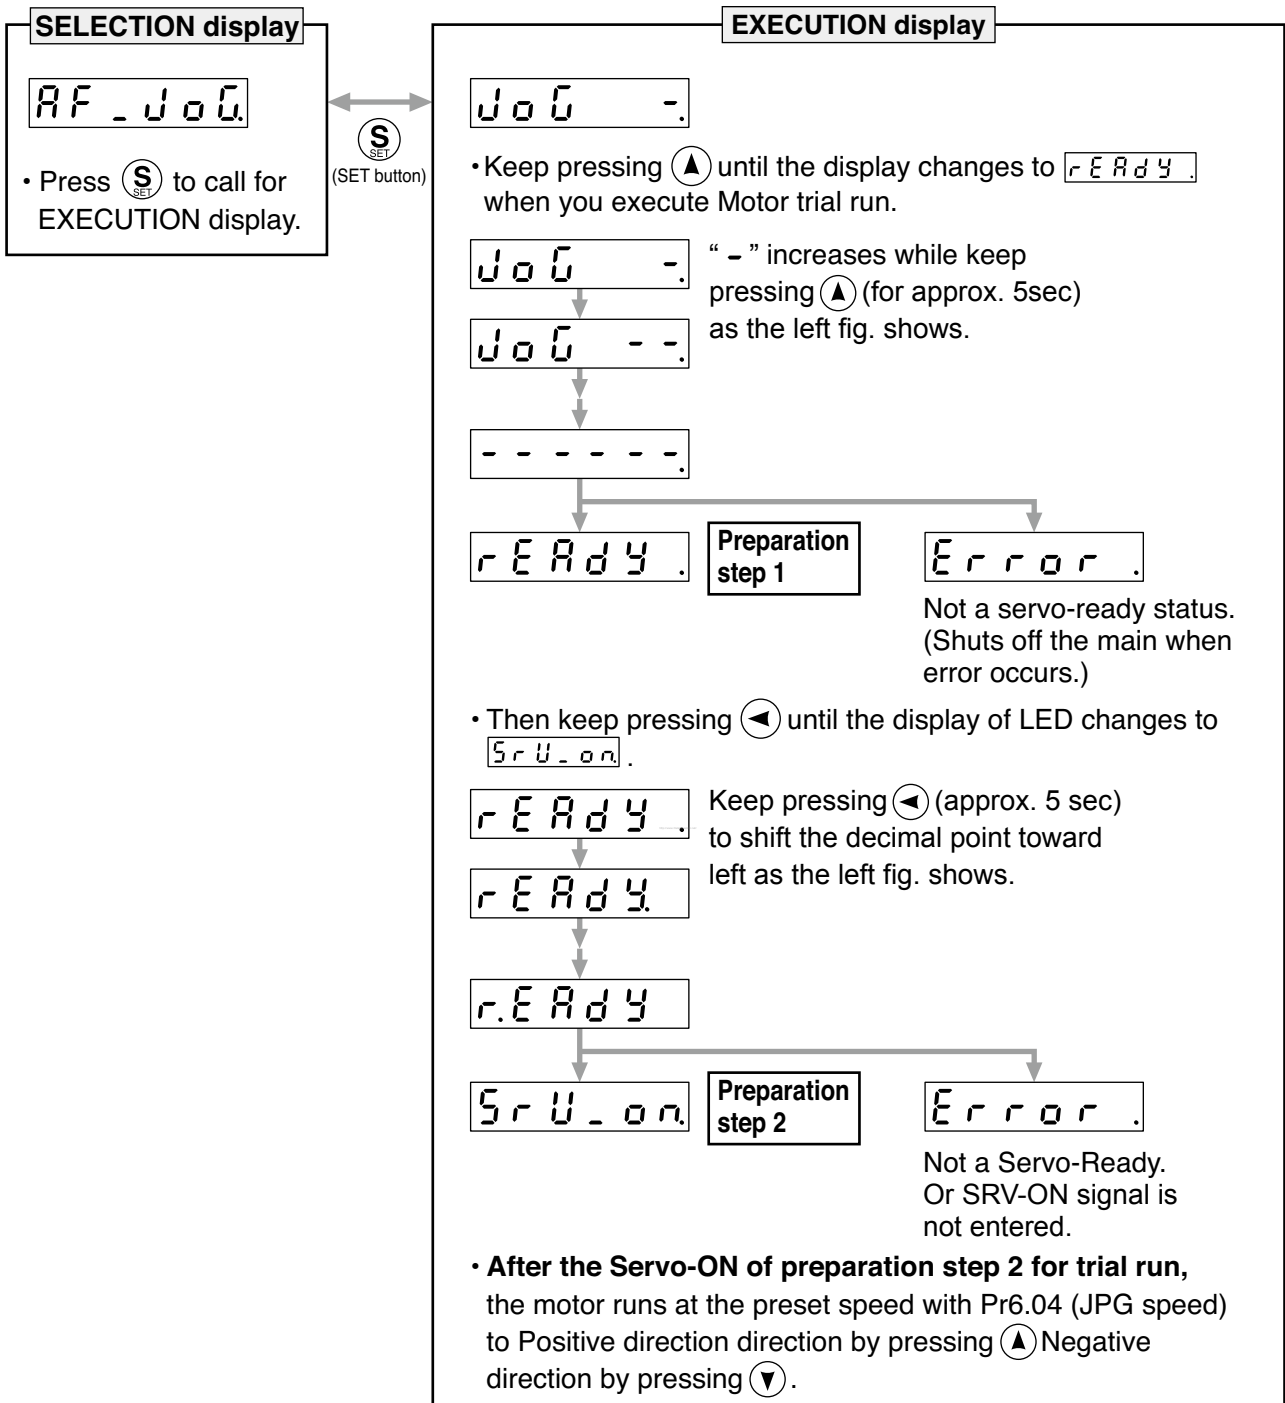 SELECTION display
AF_JoG.
• Press S SET to call for
EXECUTION display.
S SET
(SET button)
EXECUTION display
JoG -.
• Keep pressing ▲ until the display changes to rEAdY .
when you execute Motor trial run.
JoG -.
“ - ” increases while keep
pressing ▲ (for approx. 5sec)
as the left fig. shows.
JoG --.
------.
rEAdY .
Preparation
step 1
Error .
Not a servo-ready status.
(Shuts off the main when
error occurs.)
• Then keep pressing ◀ until the display of LED changes to
SrU_on. .
rEAdY .
Keep pressing ◀ (approx. 5 sec)
to shift the decimal point toward
left as the left fig. shows.
rEAdY.
r.EAdY
SrU_on.
Preparation
step 2
Error .
Not a Servo-Ready.
Or SRV-ON signal is
not entered.
• After the Servo-ON of preparation step 2 for trial run,
the motor runs at the preset speed with Pr6.04 (JPG speed)
to Positive direction direction by pressing ▲ Negative
direction by pressing ▼ .